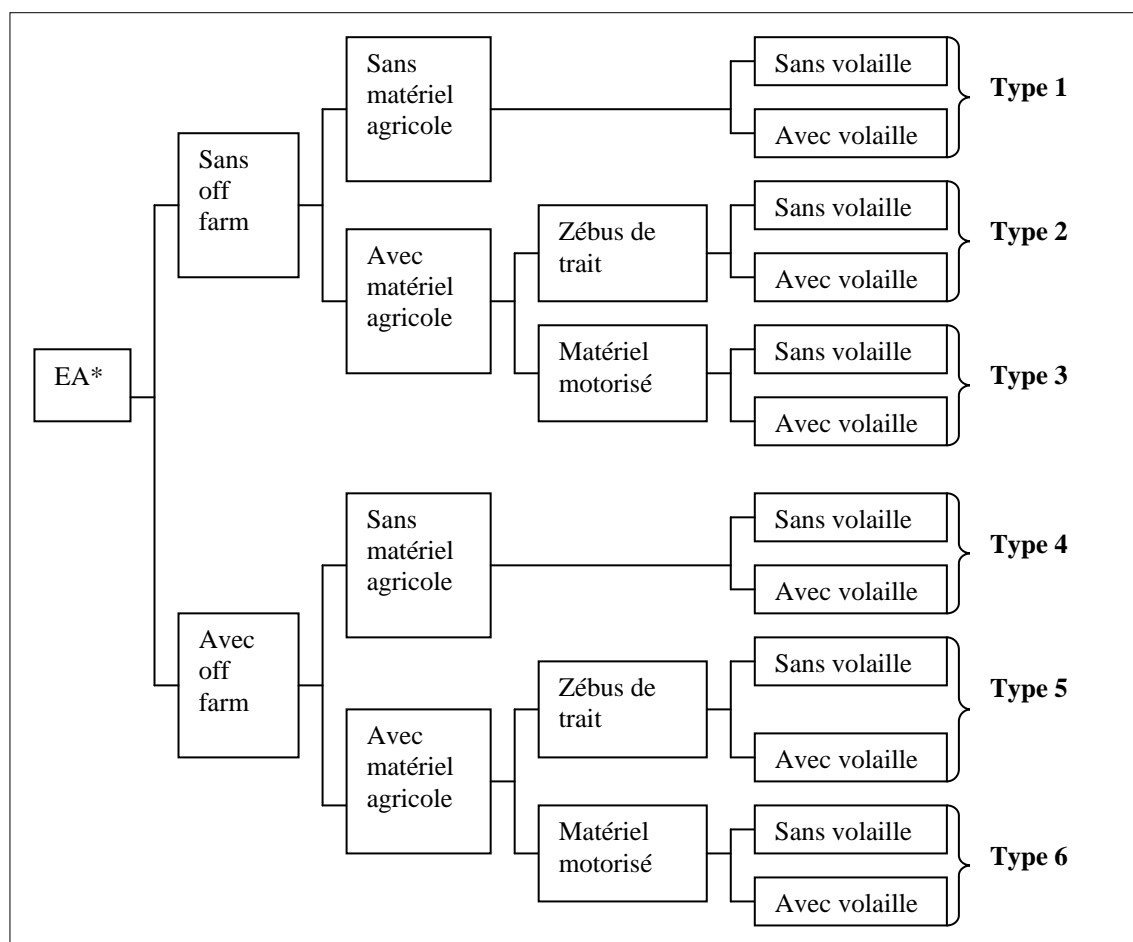 Sans
matériel
agricole
Sans volaille
Avec volaille
Type 1
Sans
off
farm
Avec
matériel
agricole
Zébus de
trait
Sans volaille
Avec volaille
Type 2
Matériel
motorisé
Sans volaille
Avec volaille
Type 3
EA*
Sans
matériel
agricole
Sans volaille
Avec volaille
Type 4
Avec
off
farm
Avec
matériel
agricole
Zébus de
trait
Sans volaille
Avec volaille
Type 5
Matériel
motorisé
Sans volaille
Avec volaille
Type 6